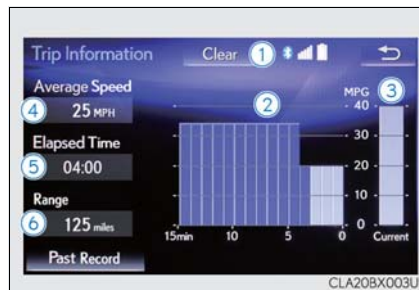 Trip Information
Clear
1
Average Speed
4
25 MPH
Elapsed Time
5
04:00
Range
6
125 miles
Past Record
2
MPG
3
40
30
20
10
0
15min
10
5
0
Current
CLA20BX003U